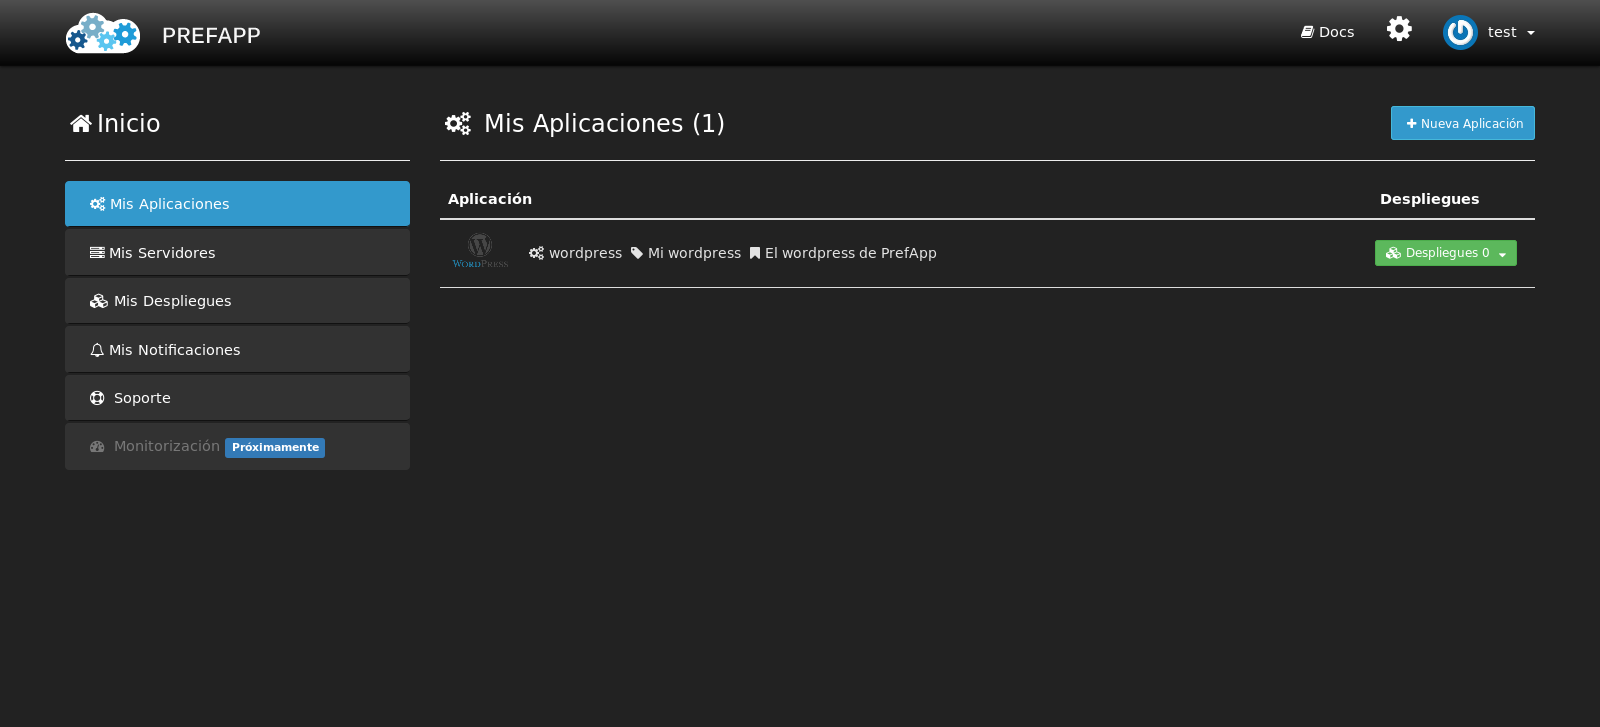 PREFAPP
Docs
test
Inicio
Mis Aplicaciones (1)
Nueva Aplicación
Mis Aplicaciones
Mis Servidores
Mis Despliegues
Mis Notificaciones
Soporte
Monitorización Próximamente
Aplicación Despliegues
WORDPRESS
wordpress Mi wordpress El wordpress de PrefApp
Despliegues 0